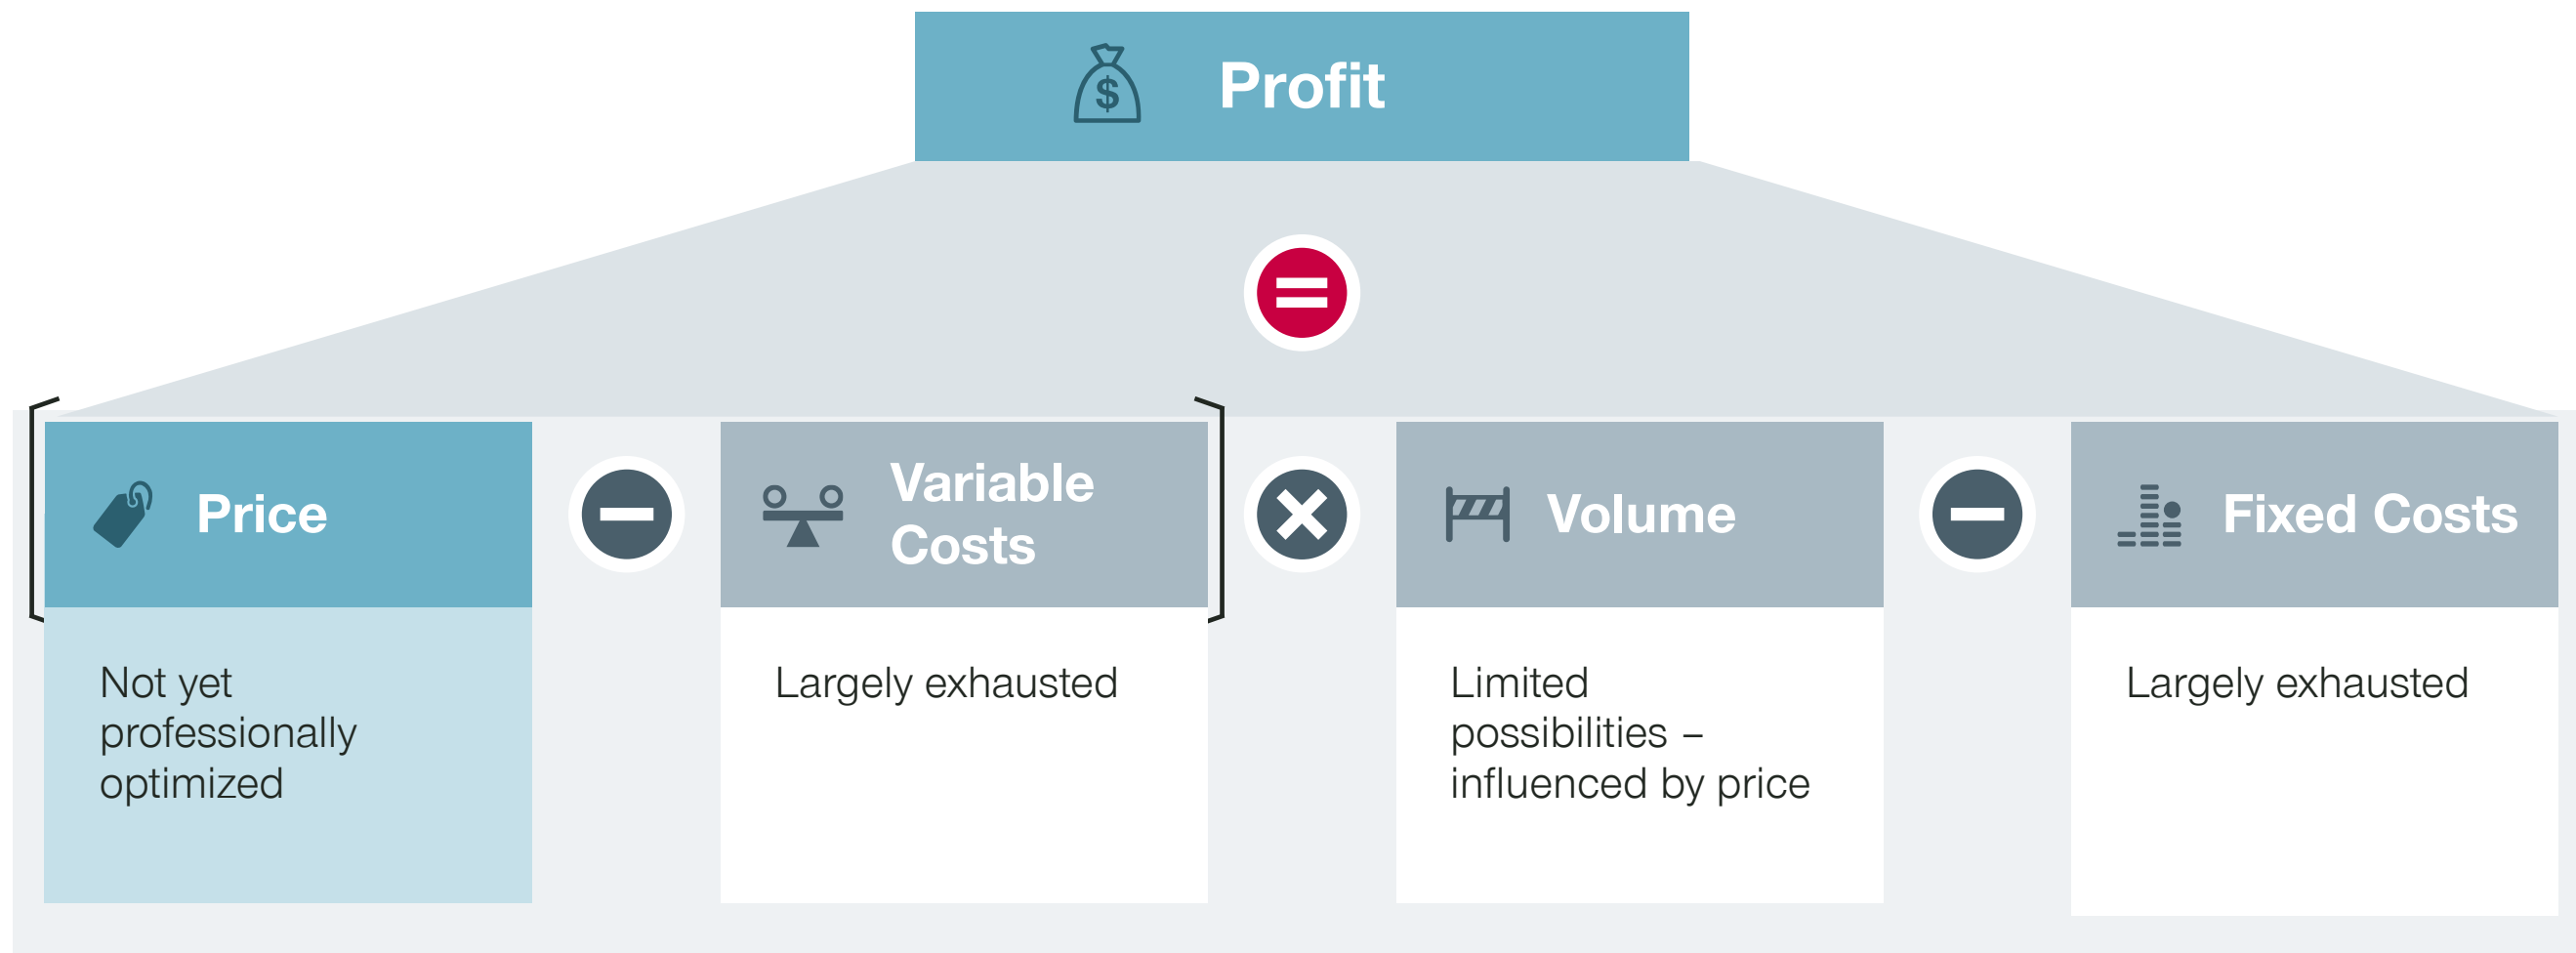 $
Profit
=
Price
−
Variable
Costs
×
Volume
−
Fixed Costs
Not yet
professionally
optimized
Largely exhausted
Limited
possibilities –
influenced by price
Largely exhausted